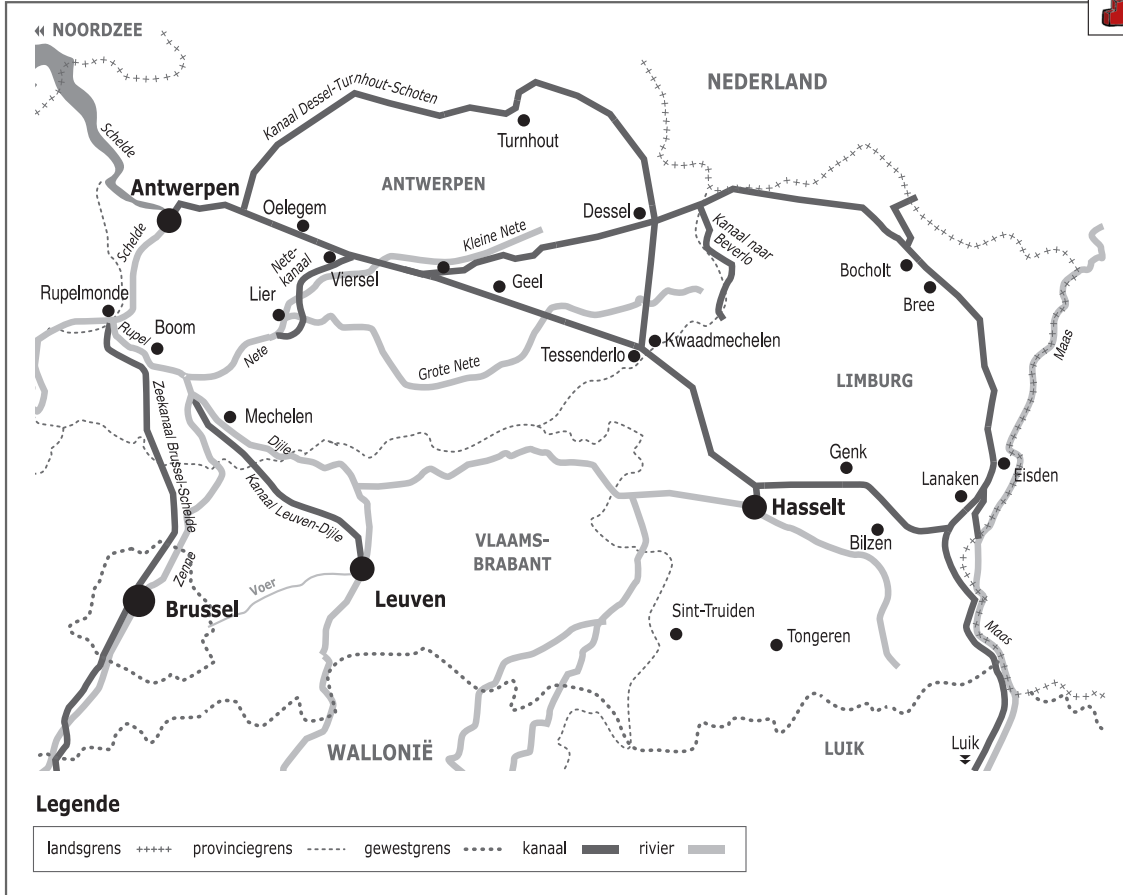 NOORDZEE
NEDERLAND
Kanaal Dessel-Turnhout-Schoten
Turnhout
Schelde
Antwerpen
ANTWERPEN
Oelegem
Dessel
Schelde
Kleine Nete
Kanaal naar
Beverlo
Nete-
kanaal
Viersel
Geel
Bocholt
Bree
Rupelmonde
Lier
Rupel
Boom
Nete
Grote Nete
Tessenderlo
Kwaadmechelen
Maas
LIMBURG
Zeekanaal Brussel-Schelde
Mechelen
Dijle
Kanaal Leuven-Dijle
Genk
Lanaken
Eisden
Hasselt
Bilzen
VLAAMS-
BRABANT
Zenne
Voer
Brussel
Leuven
Sint-Truiden
Tongeren
Maas
WALLONIË
LUIK
Luik
Legende
landsgrens provinciegrens gewestgrens kanaal rivier